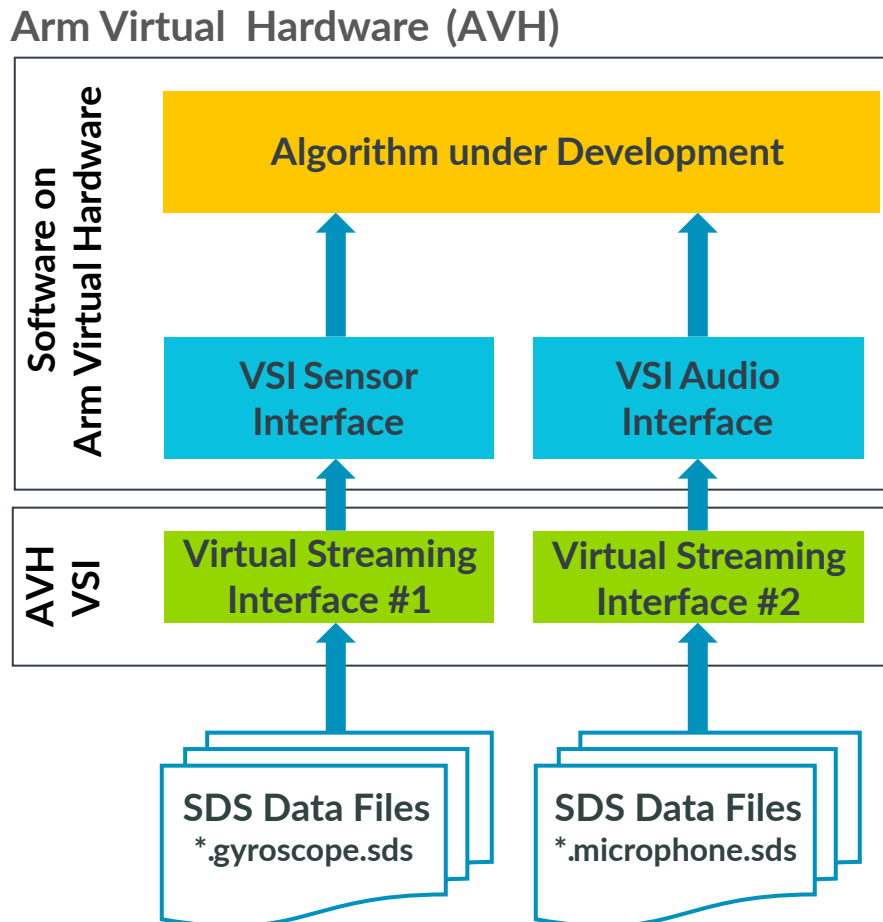 Arm Virtual Hardware (AVH)
Software on
Arm Virtual Hardware
Algorithm under Development
VSI Sensor
Interface
VSI Audio
Interface
AVH
VSI
Virtual Streaming
Interface #1
Virtual Streaming
Interface #2
SDS Data Files
*.gyroscope.sds
SDS Data Files
*.microphone.sds